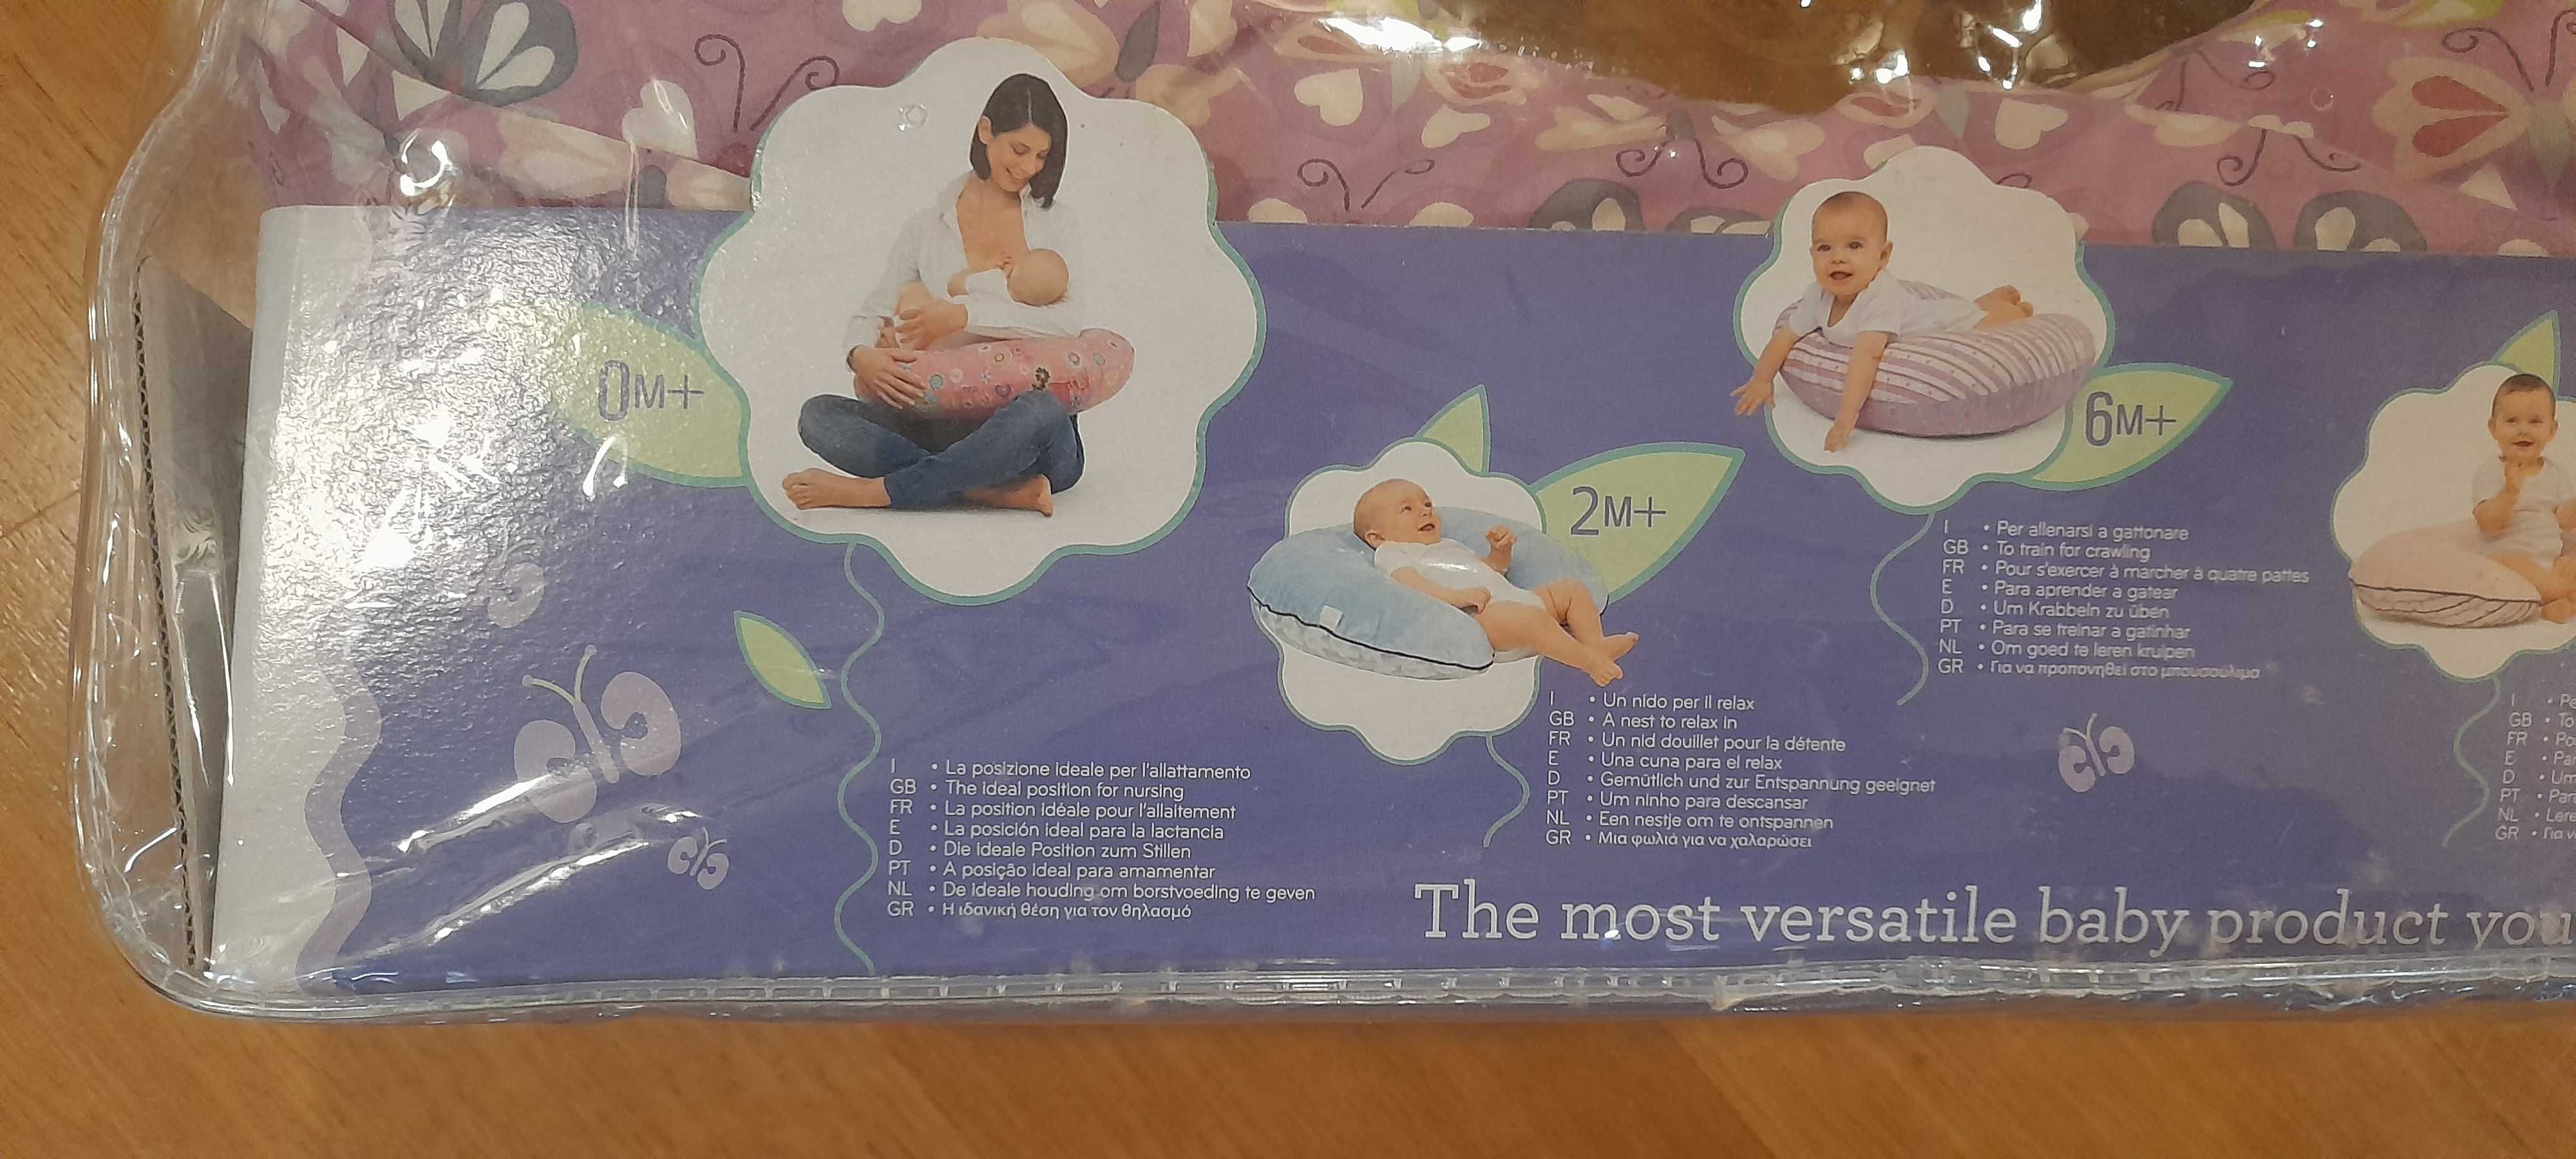 0M+
I • La posizione ideale per l'allattamento
GB • The ideal position for nursing
FR • La position idéale pour l'allaitement
E • La posición ideal para la lactancia
D • Die ideale Position zum Stillen
PT • A posição ideal para amamentar
NL • De ideale houding om borstvoeding te geven
GR • Η ιδανική θέση για τον θηλασμό
2M+
I • Un nido per il relax
GB • A nest to relax in
FR • Un nid douillet pour la détente
E • Una cuna para el relax
D • Gemütlich und zur Entspannung geeignet
PT • Um ninho para descansar
NL • Een nestje om te ontspannen
GR • Μια φωλιά για να χαλαρώσει
6M+
I • Per allenarsi a gattonare
GB • To train for crawling
FR • Pour s'exercer à marcher à quatre pattes
E • Para aprender a gatear
D • Um Krabbeln zu üben
PT • Para se treinar a gatinhar
NL • Om goed te leren kruipen
GR • Για να προπονηθεί στο μπουσούλιμα
I •
GB • To
FR •
E •
D • Um
PT •
NL •
GR •
The most versatile baby product you